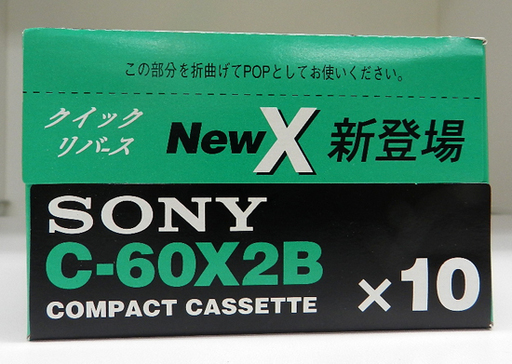 この部分を折曲げてPOPとしてお使いください。
クイック
リバース
New X 新登場
SONY
C-60X2B
COMPACT CASSETTE
×10